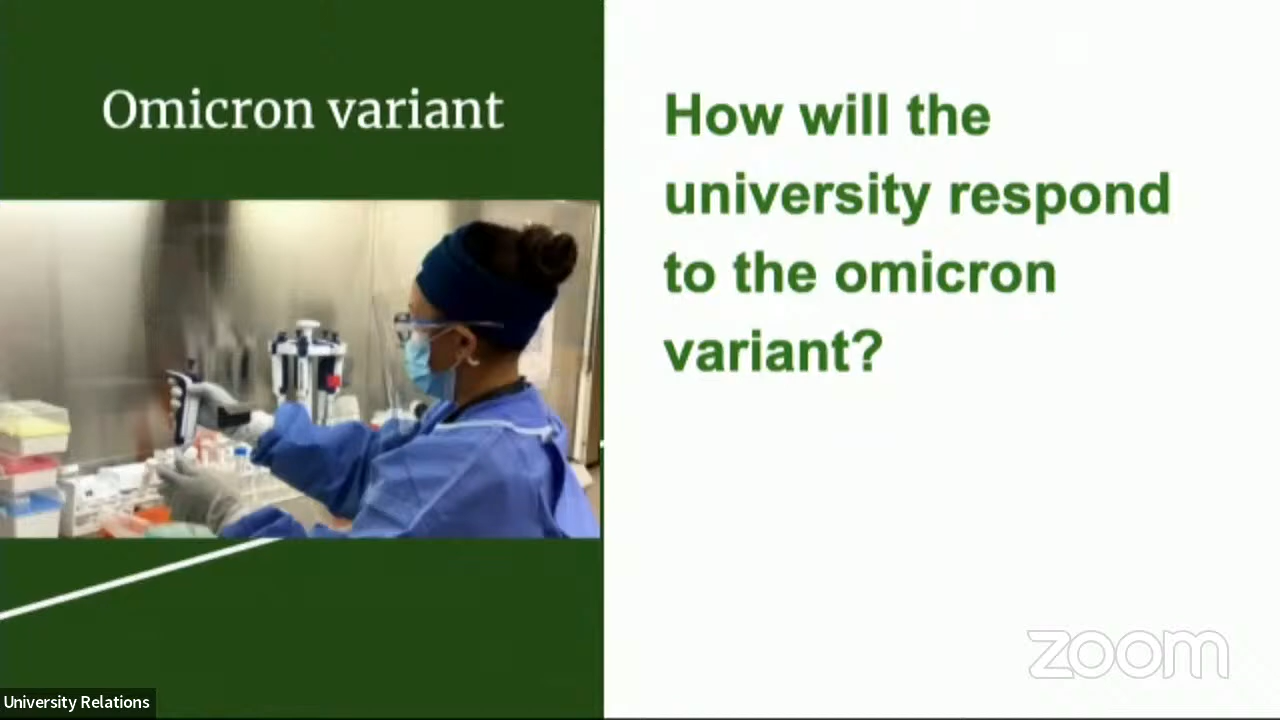 Omicron variant
How will the
university respond
to the omicron
variant?
zoom
University Relations